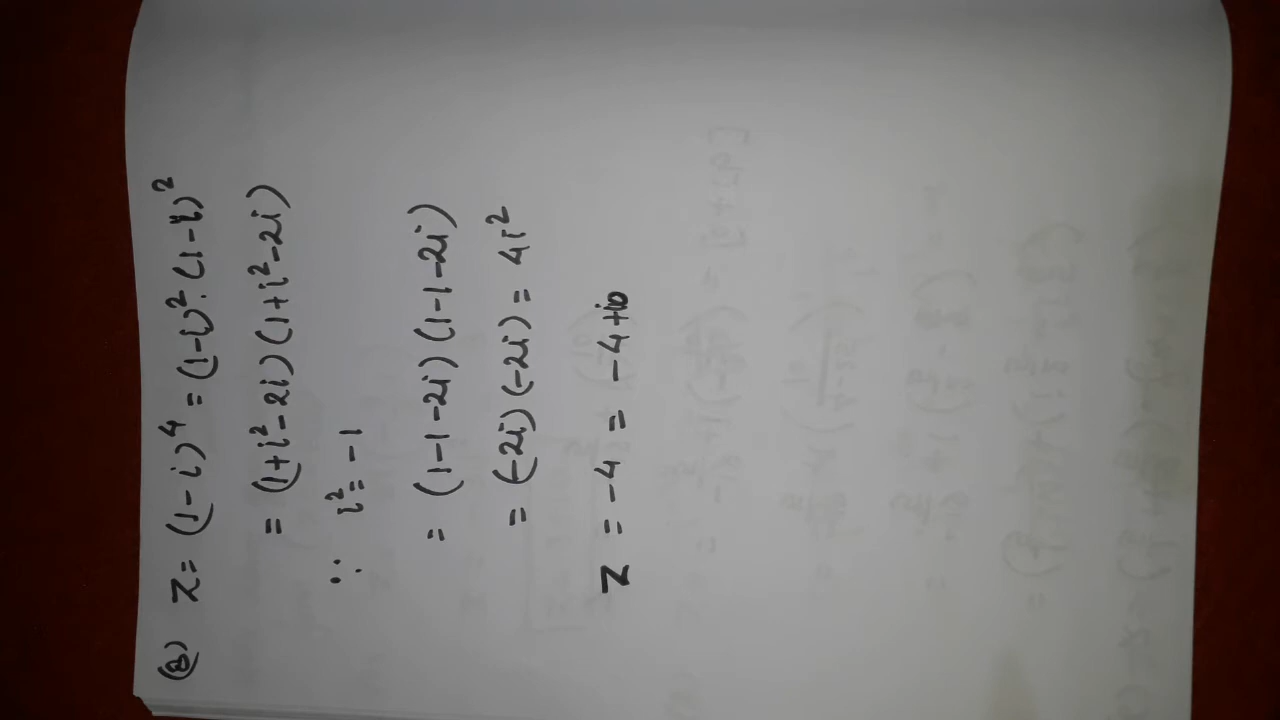 (8) z = (1-i)⁴ = (1-i)². (1-i)²
= (1+i²-2i) (1+i²-2i)
∵ i² = -1
= (1-1-2i) (1-1-2i)
= (-2i) (-2i) = 4i²
z = -4 = -4+i0